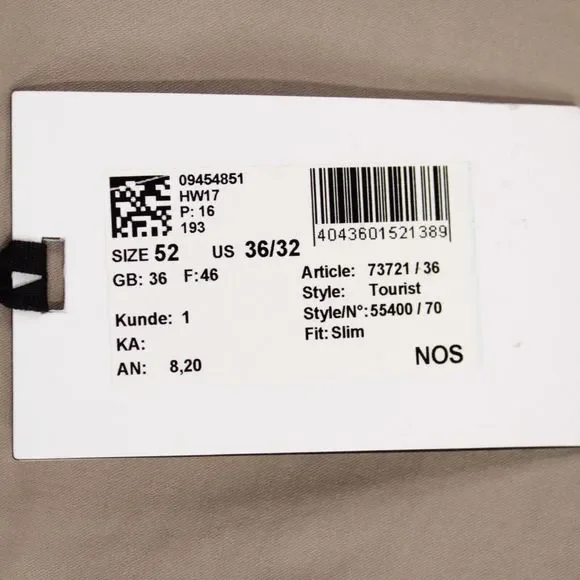 09454851
HW17
P: 16
193
4043601521389
SIZE 52 US 36/32
GB: 36 F:46
Article: 73721 / 36
Style: Tourist
Style/N°:55400 / 70
Fit: Slim
Kunde: 1
KA:
AN: 8,20
NOS